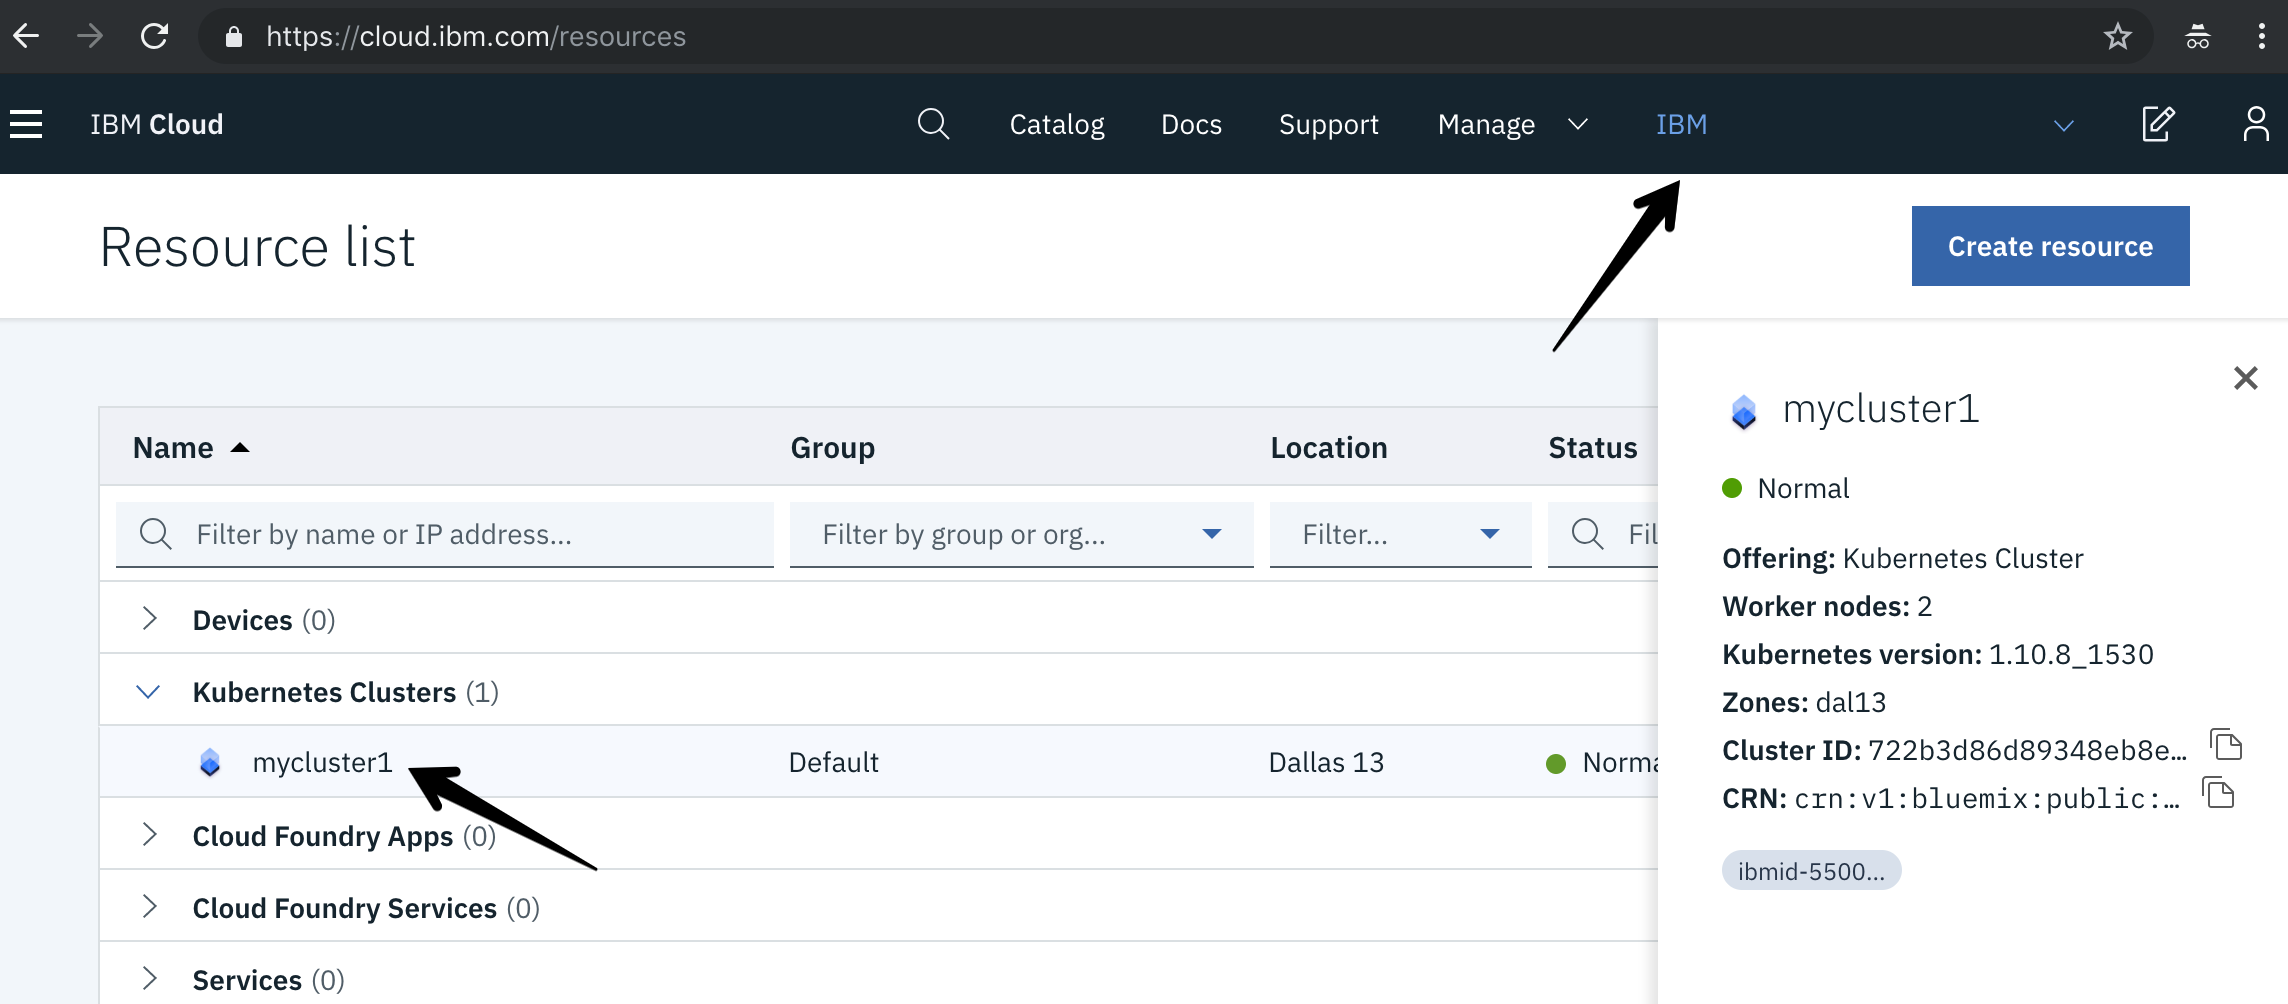 https://cloud.ibm.com/resources
IBM Cloud Catalog Docs Support Manage IBM
Resource list
Create resource
Name Group Location Status
Filter by name or IP address... Filter by group or org... Filter... Fil
Devices (0)
Kubernetes Clusters (1)
mycluster1 Default Dallas 13 Norma
Cloud Foundry Apps (0)
Cloud Foundry Services (0)
Services (0)
mycluster1
Normal
Offering: Kubernetes Cluster
Worker nodes: 2
Kubernetes version: 1.10.8_1530
Zones: dal13
Cluster ID: 722b3d86d89348eb8e...
CRN: crn:v1:bluemix:public:...
ibmid-5500...